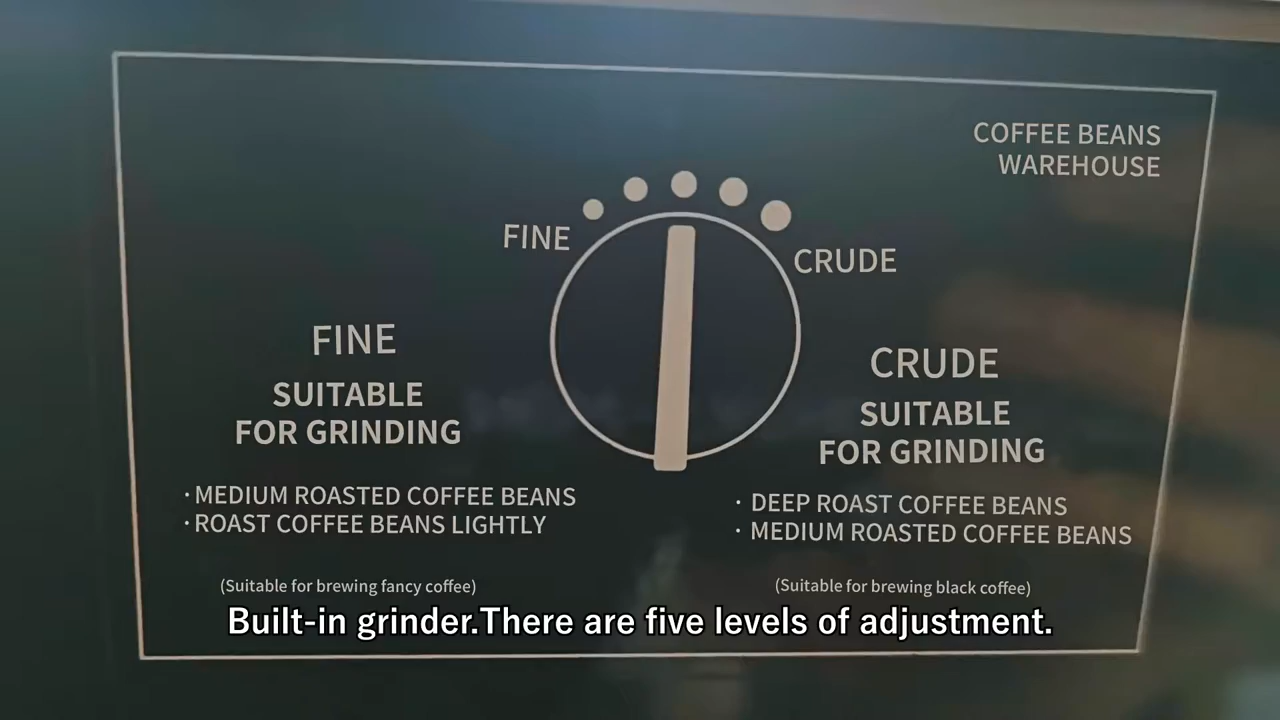 COFFEE BEANS
WAREHOUSE
FINE
CRUDE
FINE
SUITABLE
FOR GRINDING
·MEDIUM ROASTED COFFEE BEANS
·ROAST COFFEE BEANS LIGHTLY
(Suitable for brewing fancy coffee)
CRUDE
SUITABLE
FOR GRINDING
· DEEP ROAST COFFEE BEANS
· MEDIUM ROASTED COFFEE BEANS
(Suitable for brewing black coffee)
Built-in grinder.There are five levels of adjustment.